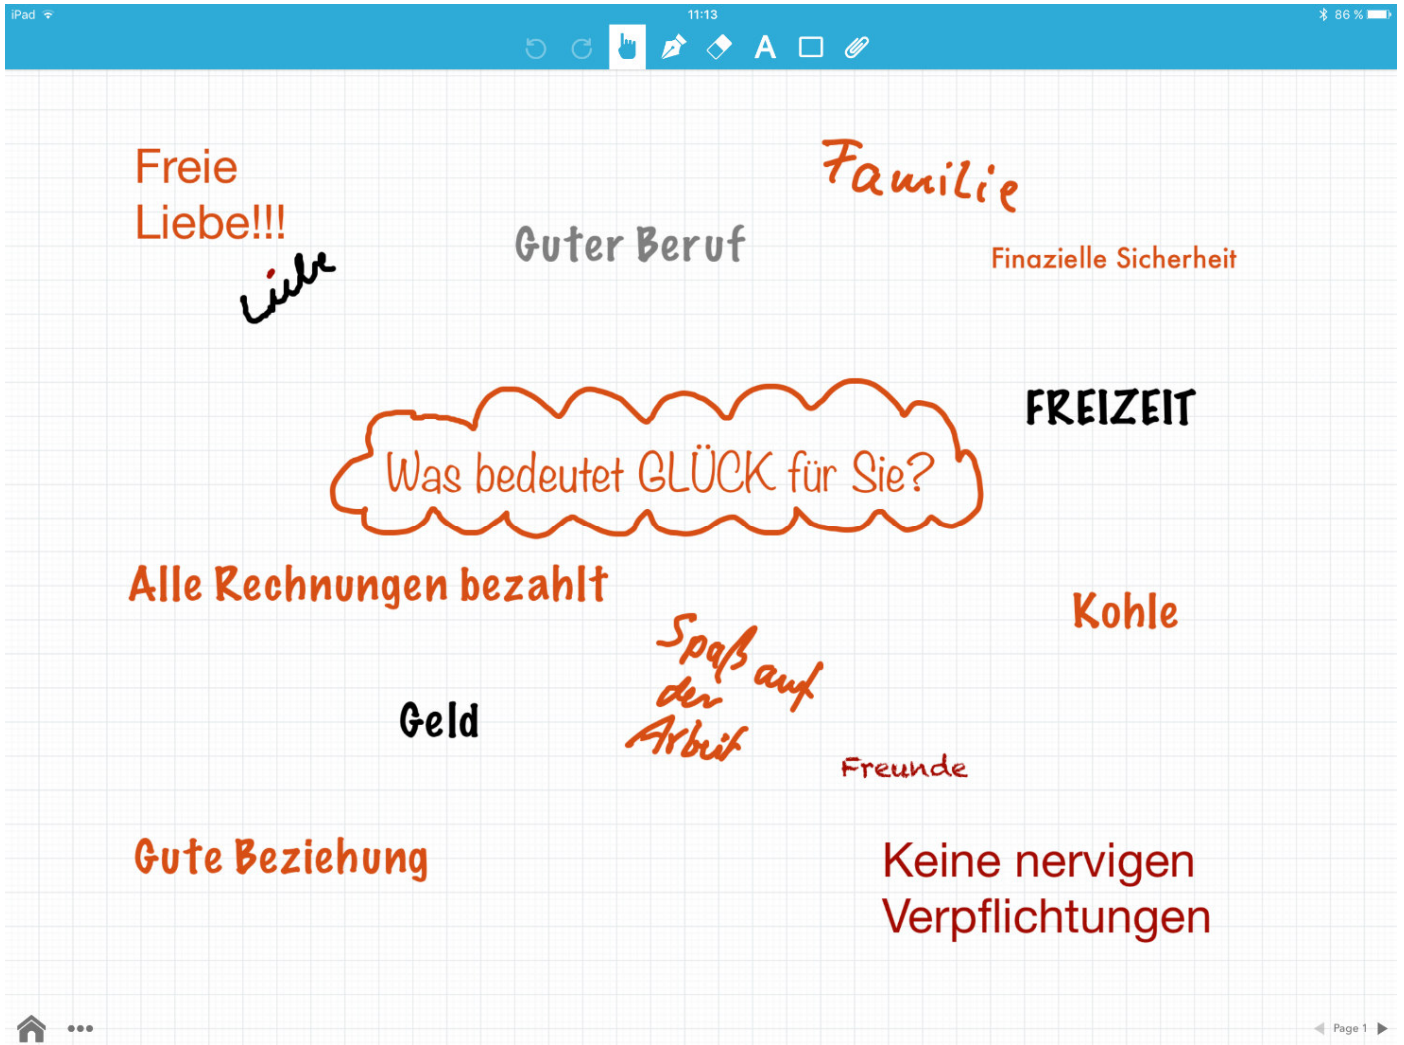 iPad
11:13
86 %
A
Freie
Liebe!!!
Liebe
Guter Beruf
Familie
Finazielle Sicherheit
FREIZEIT
Was bedeutet GLÜCK für Sie?
Alle Rechnungen bezahlt
Kohle
Spaß auf
der
Arbeit
Geld
Freunde
Gute Beziehung
Keine nervigen
Verpflichtungen
Page 1